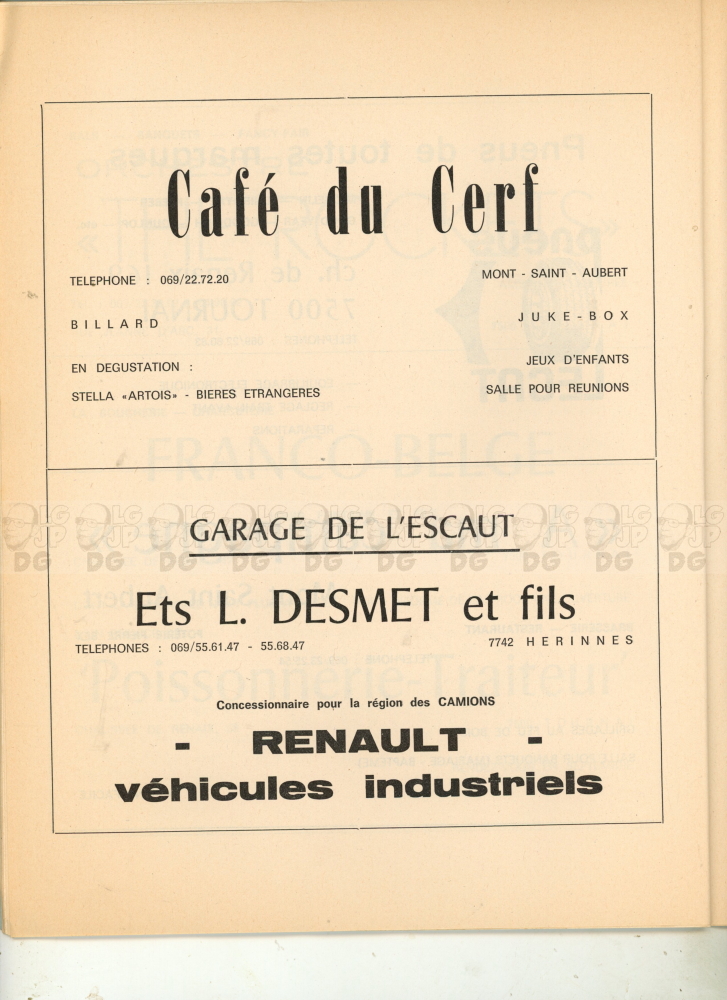 Café du Cerf
TELEPHONE : 069/22.72.20
MONT - SAINT - AUBERT
BILLARD
JUKE-BOX
EN DEGUSTATION :
JEUX D'ENFANTS
STELLA «ARTOIS» - BIERES ETRANGERES
SALLE POUR REUNIONS
GARAGE DE L'ESCAUT
Ets L. DESMET et fils
TELEPHONES : 069/55.61.47 - 55.68.47
7742 HERINNES
Concessionnaire pour la région des CAMIONS
- RENAULT -
véhicules industriels